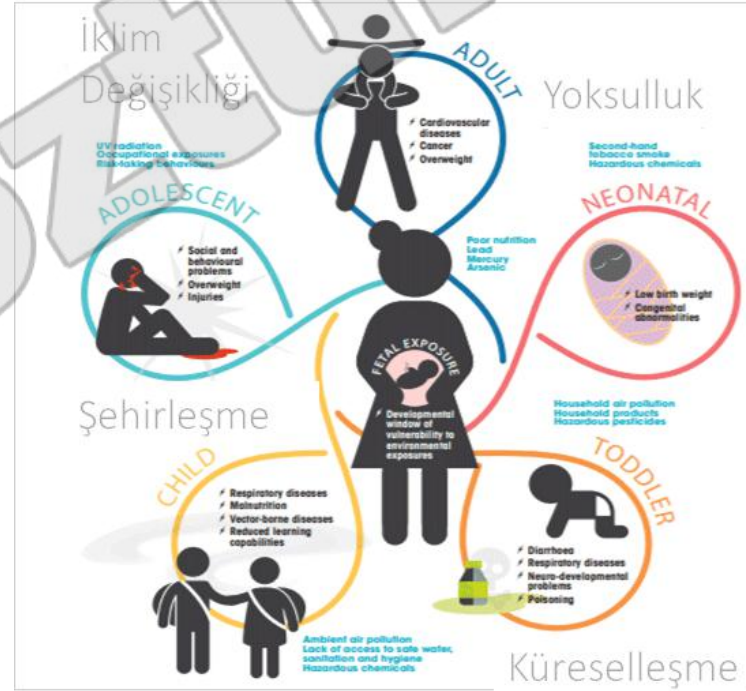 İklim
Değişikliği
ADULT
Yoksulluk
Cardiovascular
diseases
Cancer
Overweight
UV radiation
Occupational exposures
Risk-taking behaviours
Second-hand
tobacco smoke
Hazardous chemicals
ADOLESCENT
NEONATAL
Social and
behavioural
problems
Overweight
Injuries
Poor nutrition
Lead
Mercury
Arsenic
Low birth weight
Congenital
abnormalities
FETAL EXPOSURE
Developmental
window of
vulnerability to
environmental
exposures
Household air pollution
Household products
Hazardous pesticides
Şehirleşme
CHILD
TODDLER
Respiratory diseases
Malnutrition
Vector-borne diseases
Reduced learning
capabilities
Diarrhoea
Respiratory diseases
Neuro-developmental
problems
Poisoning
Ambient air pollution
Lack of access to safe water,
sanitation and hygiene
Hazardous chemicals
Küreselleşme